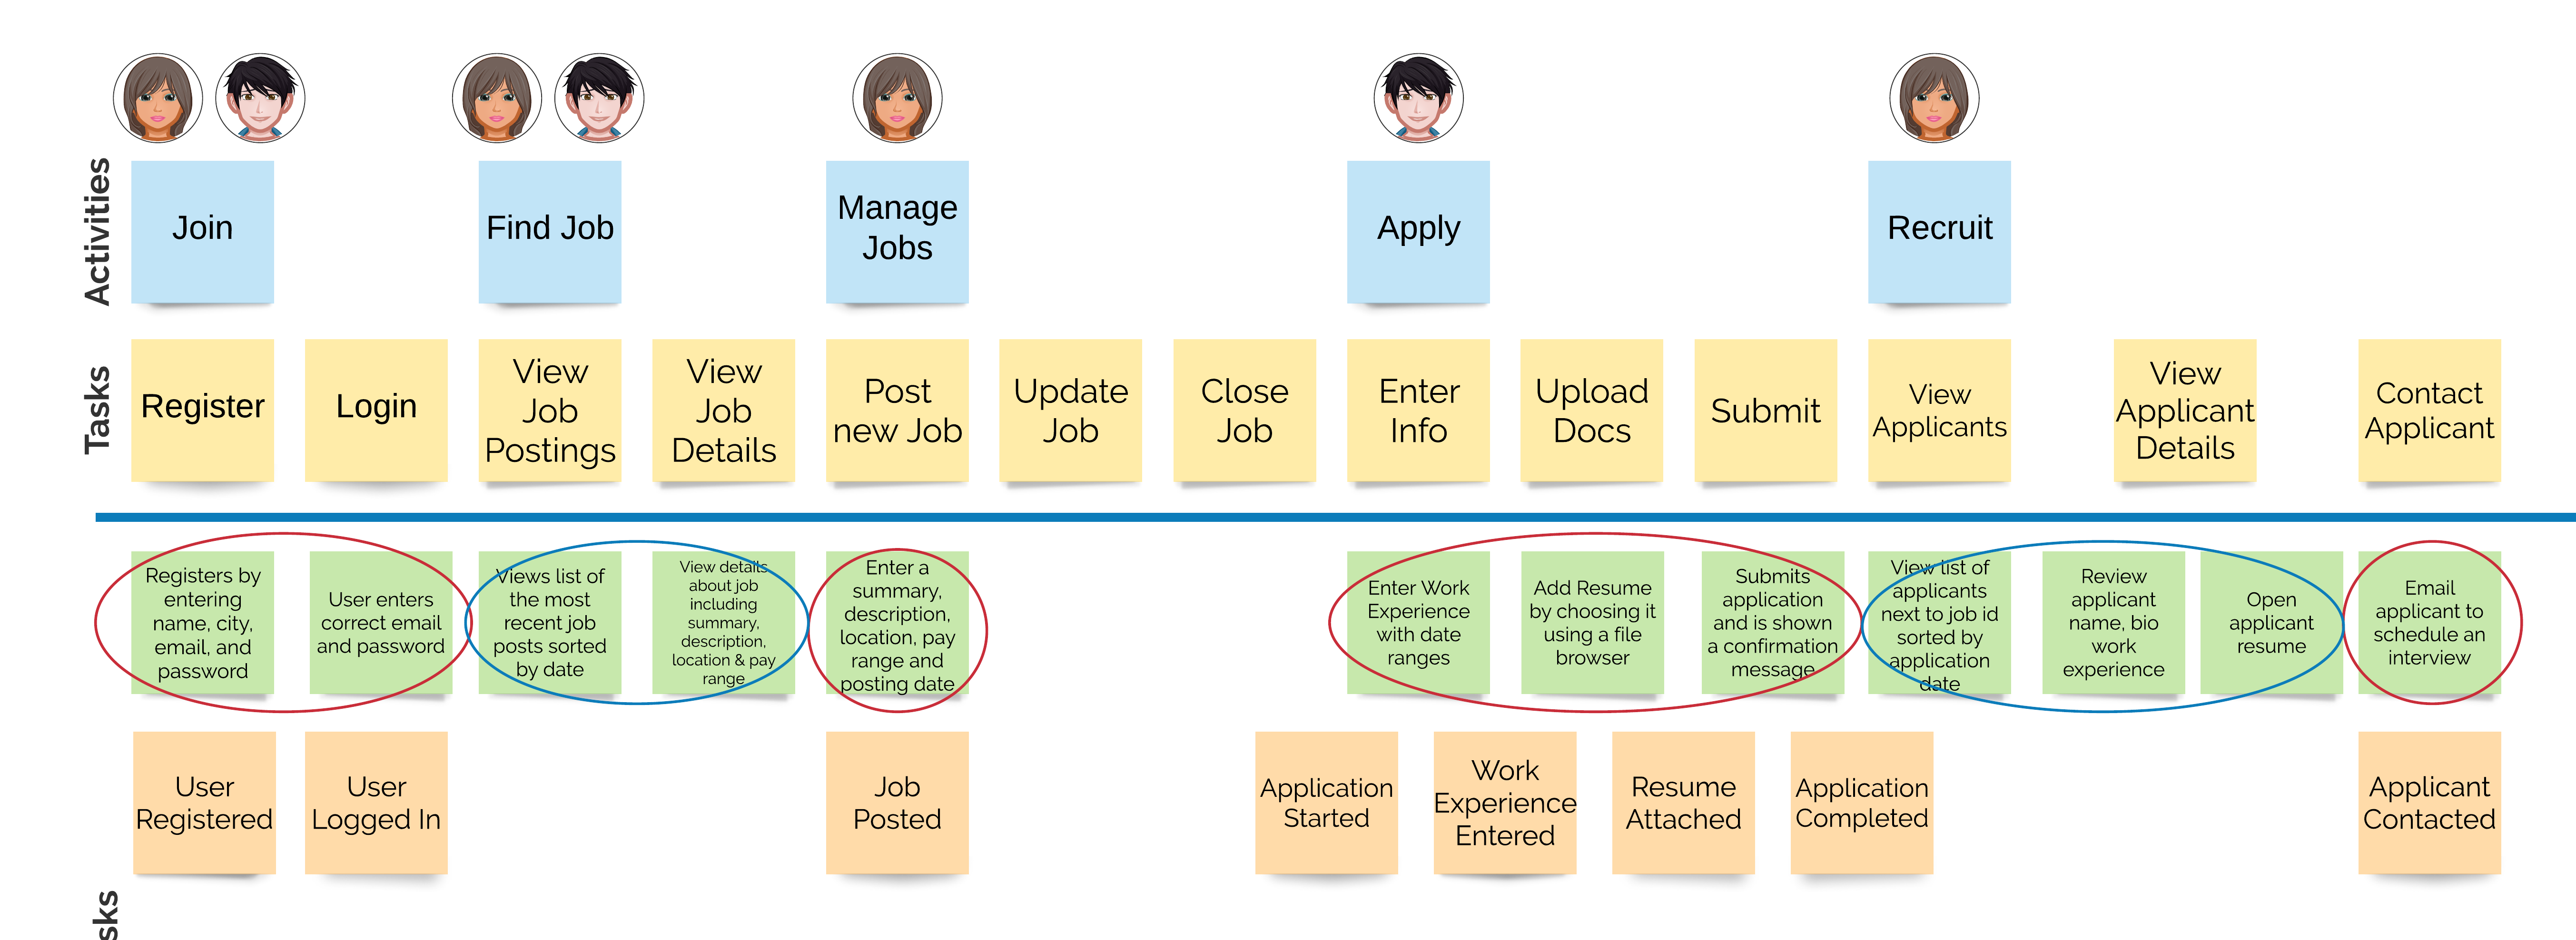 Activities
Join
Find Job
Manage
Jobs
Apply
Recruit
Tasks
Register
Login
View
Job
Postings
View
Job
Details
Post
new Job
Update
Job
Close
Job
Enter
Info
Upload
Docs
Submit
View
Applicants
View
Applicant
Details
Contact
Applicant
Registers by
entering
name, city,
email, and
password
User enters
correct email
and password
Views list of
the most
recent job
posts sorted
by date
View details
about job
including
summary,
description,
location & pay
range
Enter a
summary,
description,
location, pay
range and
posting date
Enter Work
Experience
with date
ranges
Add Resume
by choosing it
using a file
browser
Submits
application
and is shown
a confirmation
message
View list of
applicants
next to job id
sorted by
application
date
Review
applicant
name, bio
work
experience
Open
applicant
resume
Email
applicant to
schedule an
interview
User
Registered
User
Logged In
Job
Posted
Application
Started
Work
Experience
Entered
Resume
Attached
Application
Completed
Applicant
Contacted